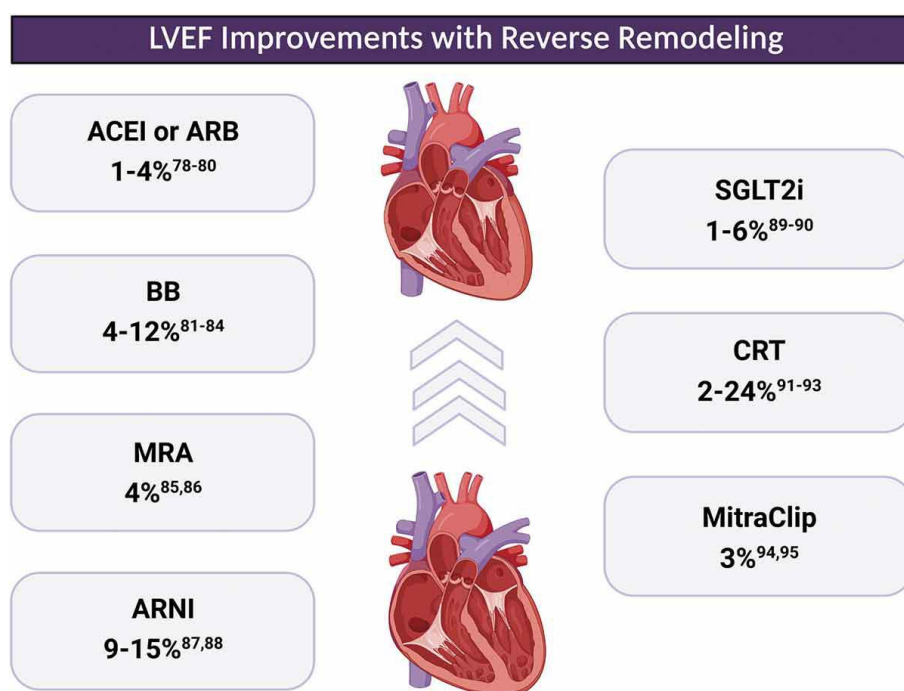 LVEF Improvements with Reverse Remodeling
ACEI or ARB
1-4%78-80
BB
4-12%81-84
MRA
4%85,86
ARNI
9-15%87,88
SGLT2i
1-6%89-90
CRT
2-24%91-93
MitraClip
3%94,95